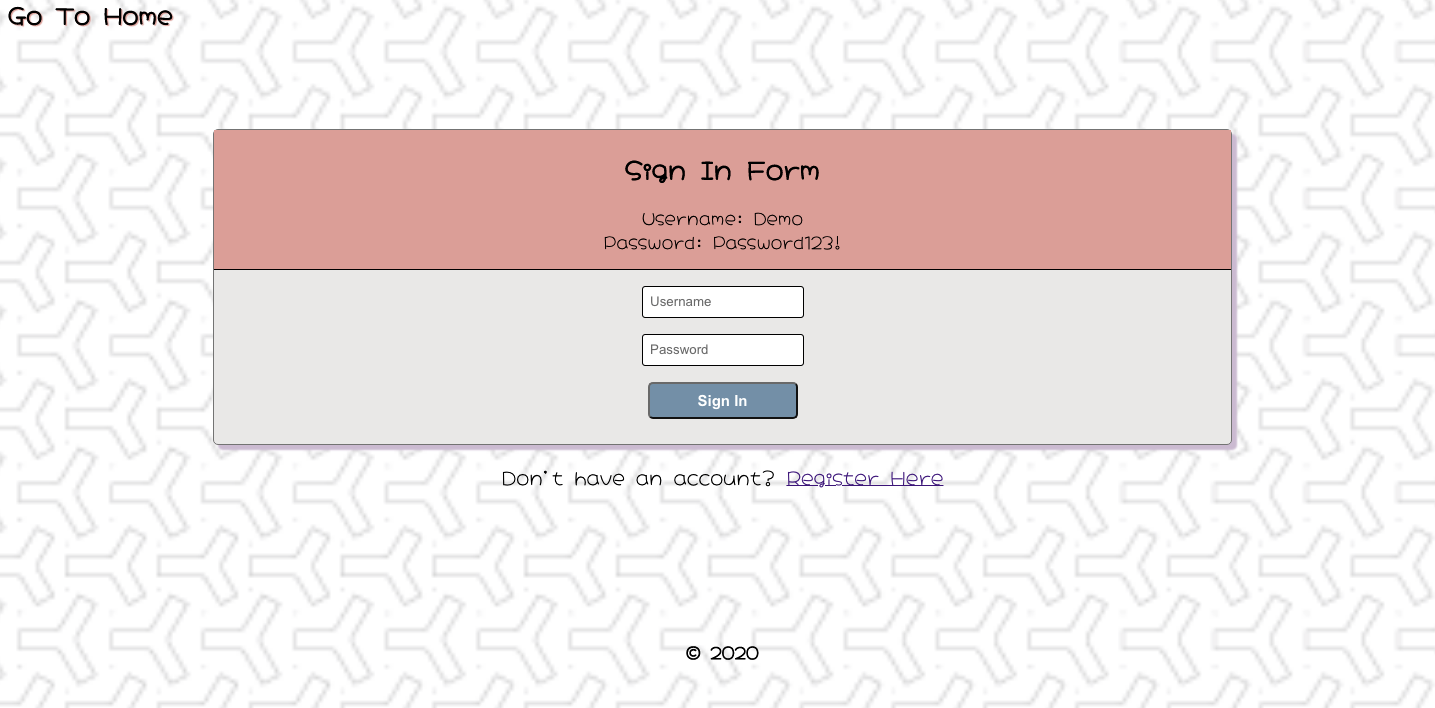 Go To Home
Sign In Form
Username: Demo
Password: Password123!
Username
Password
Sign In
Don't have an account? Register Here
© 2020